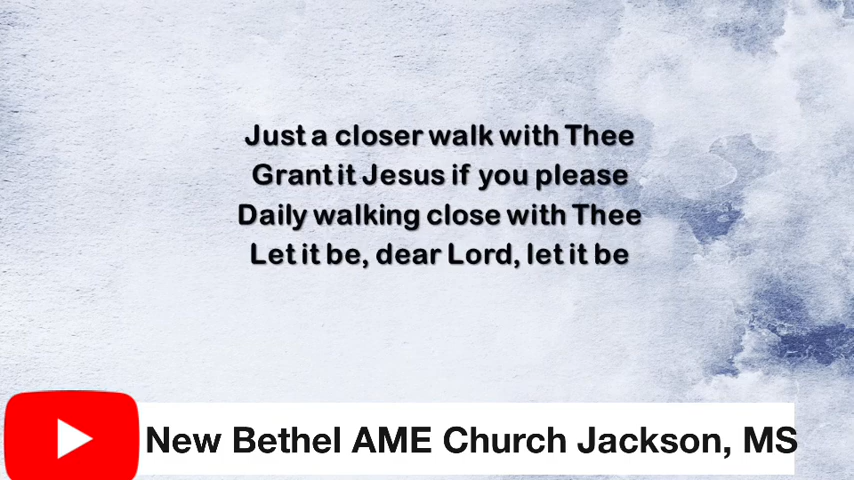 Just a closer walk with Thee
Grant it Jesus if you please
Daily walking close with Thee
Let it be, dear Lord, let it be
New Bethel AME Church Jackson, MS